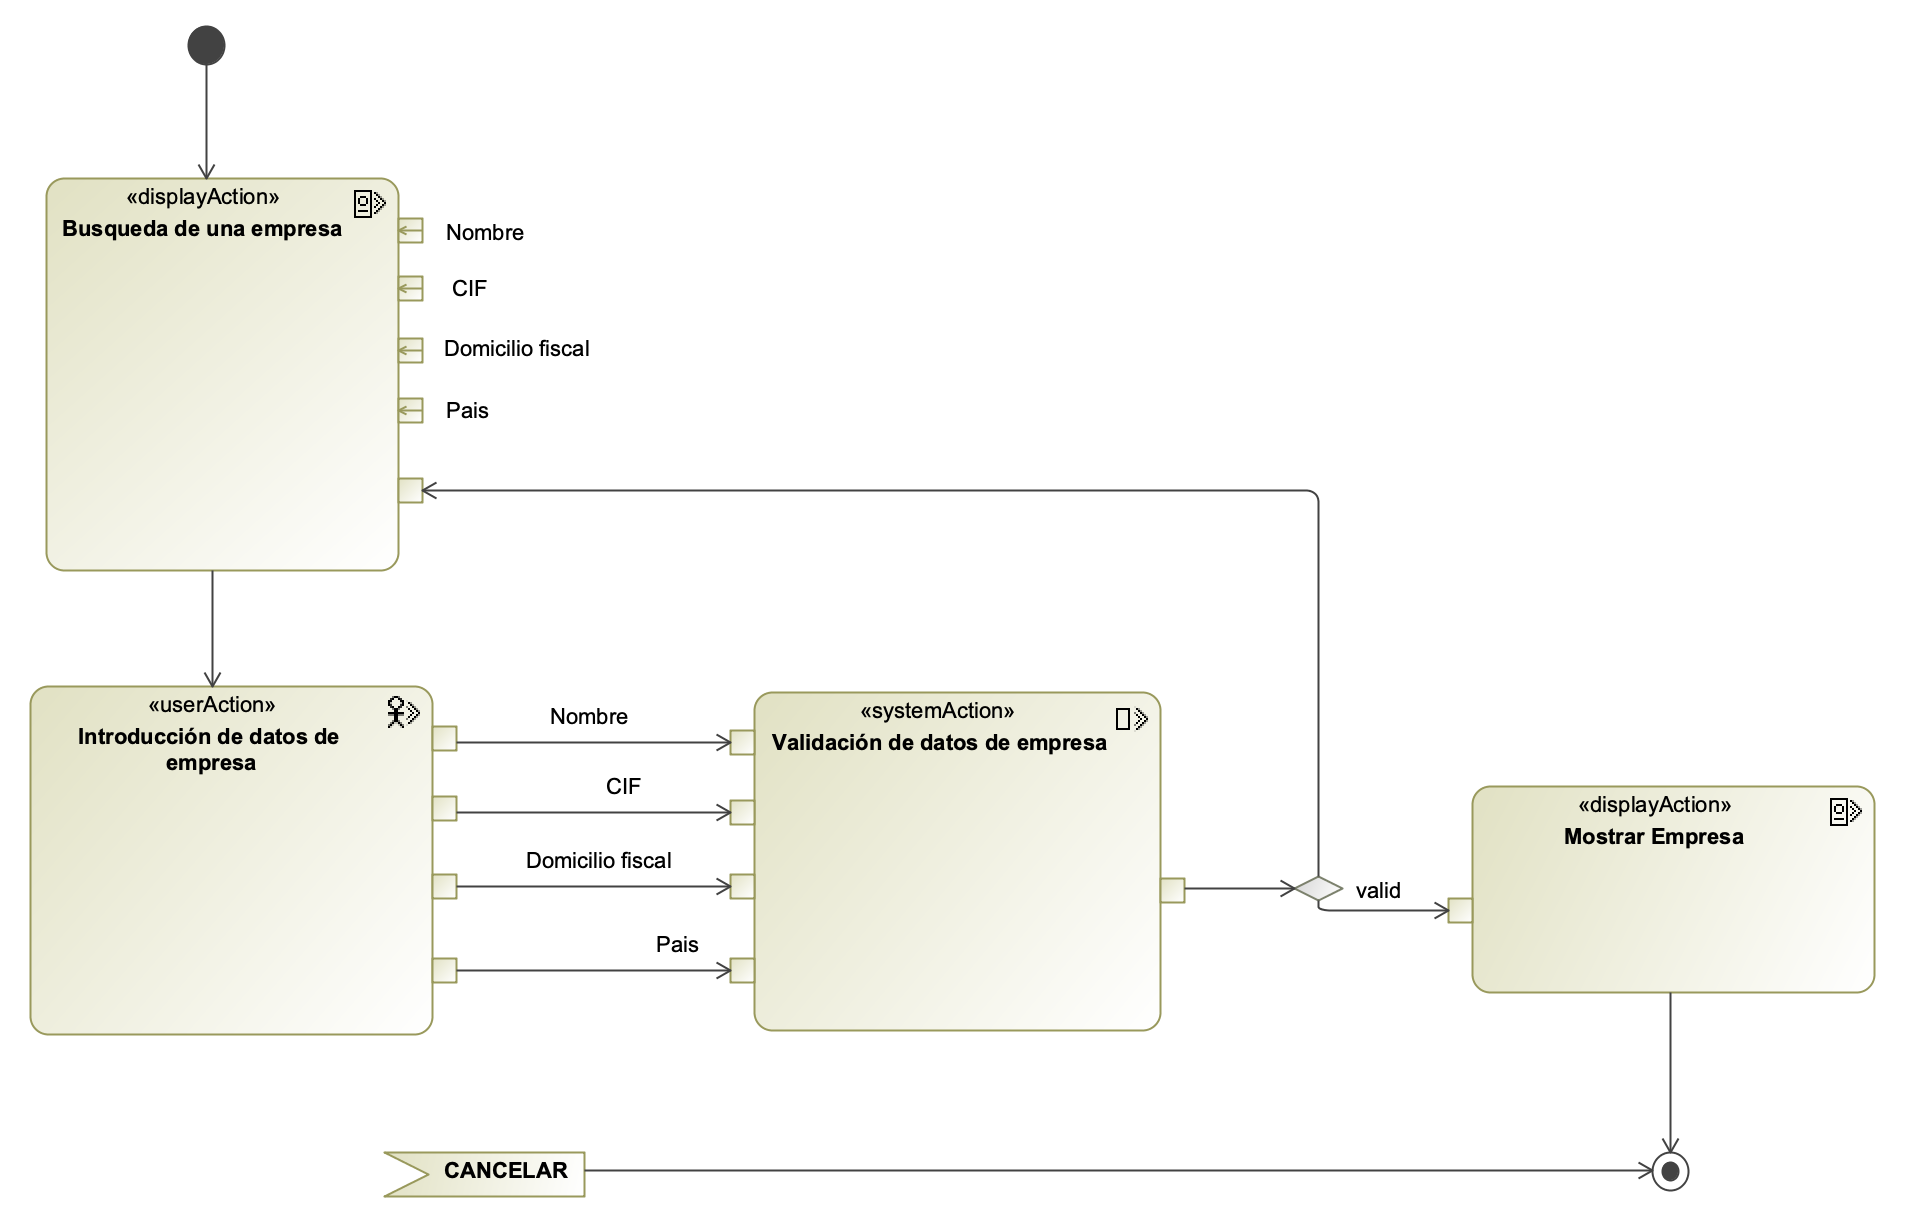 «displayAction»
Busqueda de una empresa
Nombre
CIF
Domicilio fiscal
Pais
«userAction»
Introducción de datos de
empresa
Nombre
CIF
Domicilio fiscal
Pais
«systemAction»
Validación de datos de empresa
valid
«displayAction»
Mostrar Empresa
CANCELAR